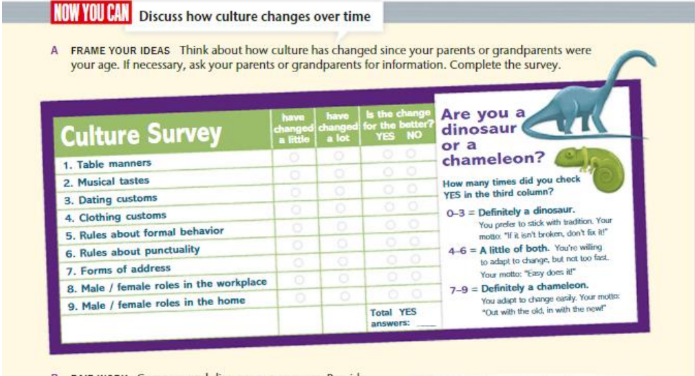 NOW YOU CAN Discuss how culture changes over time
A FRAME YOUR IDEAS Think about how culture has changed since your parents or grandparents were
your age. If necessary, ask your parents or grandparents for information. Complete the survey.
Culture Survey
have
changed
a little
have
changed
a lot
Is the change
for the better?
YES NO
1. Table manners
2. Musical tastes
3. Dating customs
4. Clothing customs
5. Rules about formal behavior
6. Rules about punctuality
7. Forms of address
8. Male / female roles in the workplace
9. Male / female roles in the home
Total YES
answers: ____
Are you a
dinosaur
or a
chameleon?
How many times did you check
YES in the third column?
0–3 = Definitely a dinosaur.
You prefer to stick with tradition. Your
motto: "If it isn't broken, don't fix it!"
4–6 = A little of both. You're willing
to adapt to change, but not too fast.
Your motto: "Easy does it!"
7–9 = Definitely a chameleon.
You adapt to change easily. Your motto:
"Out with the old, in with the new!"